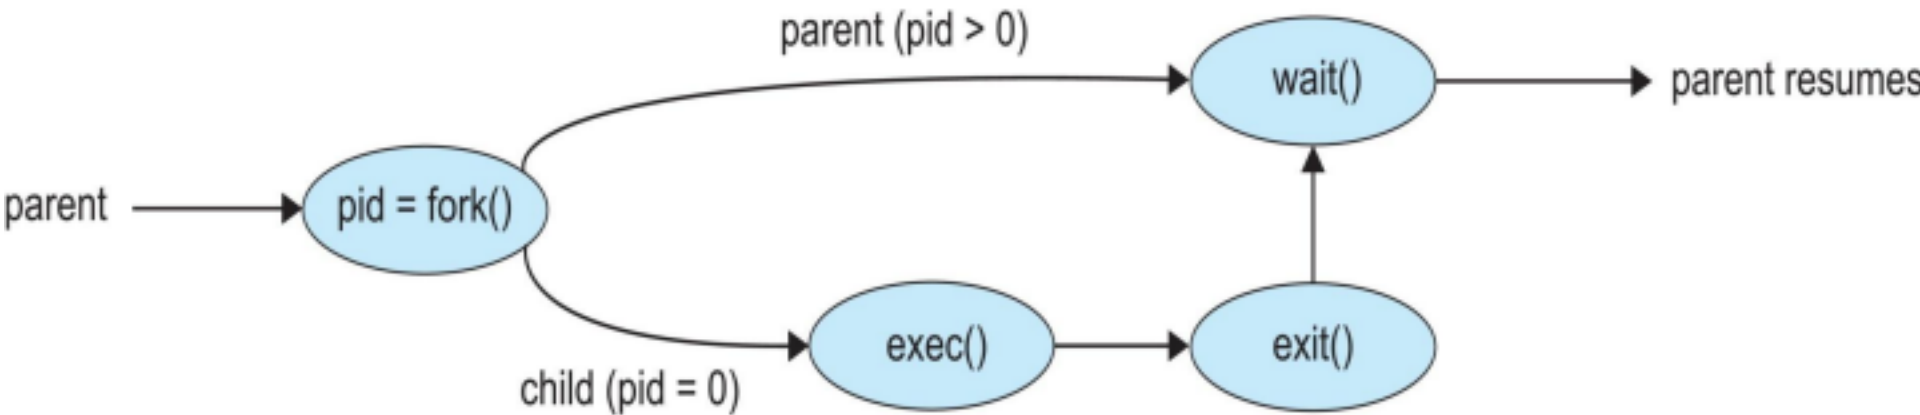 parent (pid > 0)
wait()
parent resumes
parent
pid = fork()
exec()
exit()
child (pid = 0)